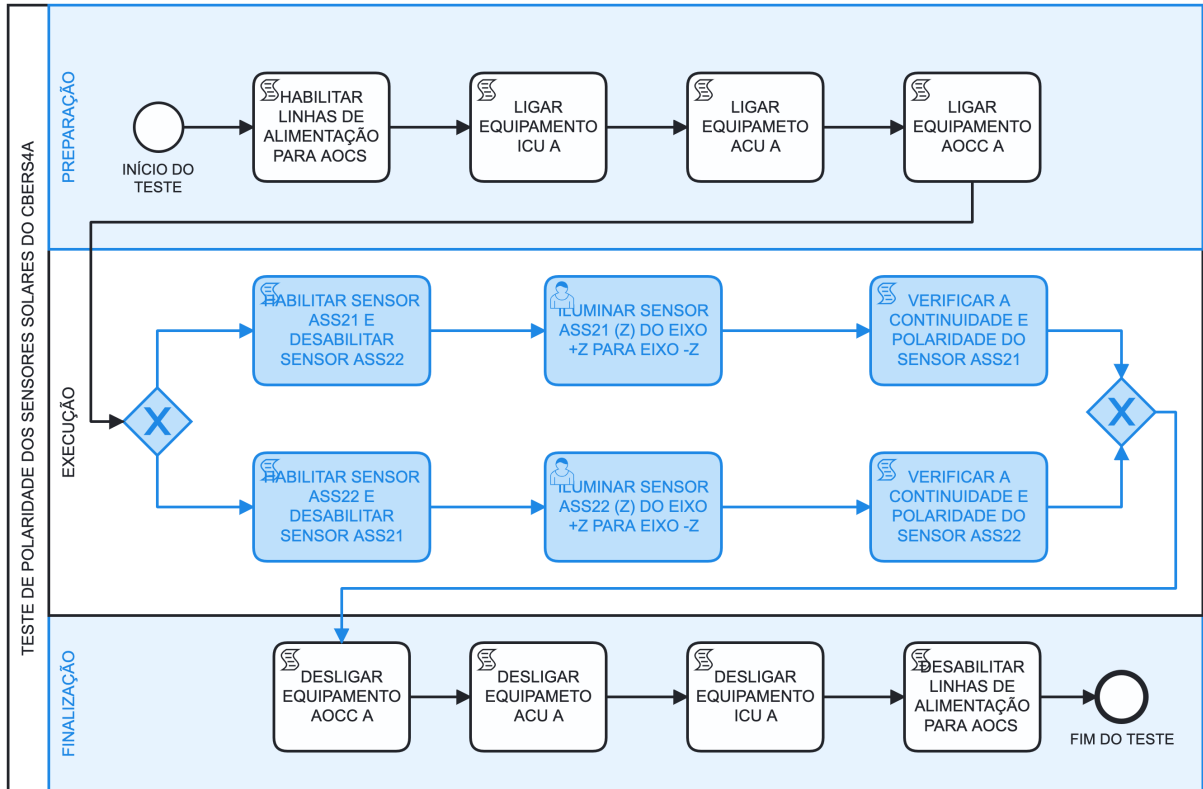 TESTE DE POLARIDADE DOS SENSORES SOLARES DO CBERS4A
PREPARAÇÃO
INÍCIO DO
TESTE
HABILITAR
LINHAS DE
ALIMENTAÇÃO
PARA AOCS
LIGAR
EQUIPAMENTO
ICU A
LIGAR
EQUIPAMETO
ACU A
LIGAR
EQUIPAMENTO
AOCC A
EXECUÇÃO
X
HABILITAR SENSOR
ASS21 E
DESABILITAR
SENSOR ASS22
ILUMINAR SENSOR
ASS21 (Z) DO EIXO
+Z PARA EIXO -Z
VERIFICAR A
CONTINUIDADE E
POLARIDADE DO
SENSOR ASS21
HABILITAR SENSOR
ASS22 E
DESABILITAR
SENSOR ASS21
ILUMINAR SENSOR
ASS22 (Z) DO EIXO
+Z PARA EIXO -Z
VERIFICAR A
CONTINUIDADE E
POLARIDADE DO
SENSOR ASS22
X
FINALIZAÇÃO
DESLIGAR
EQUIPAMENTO
AOCC A
DESLIGAR
EQUIPAMETO
ACU A
DESLIGAR
EQUIPAMENTO
ICU A
DESABILITAR
LINHAS DE
ALIMENTAÇÃO
PARA AOCS
FIM DO TESTE